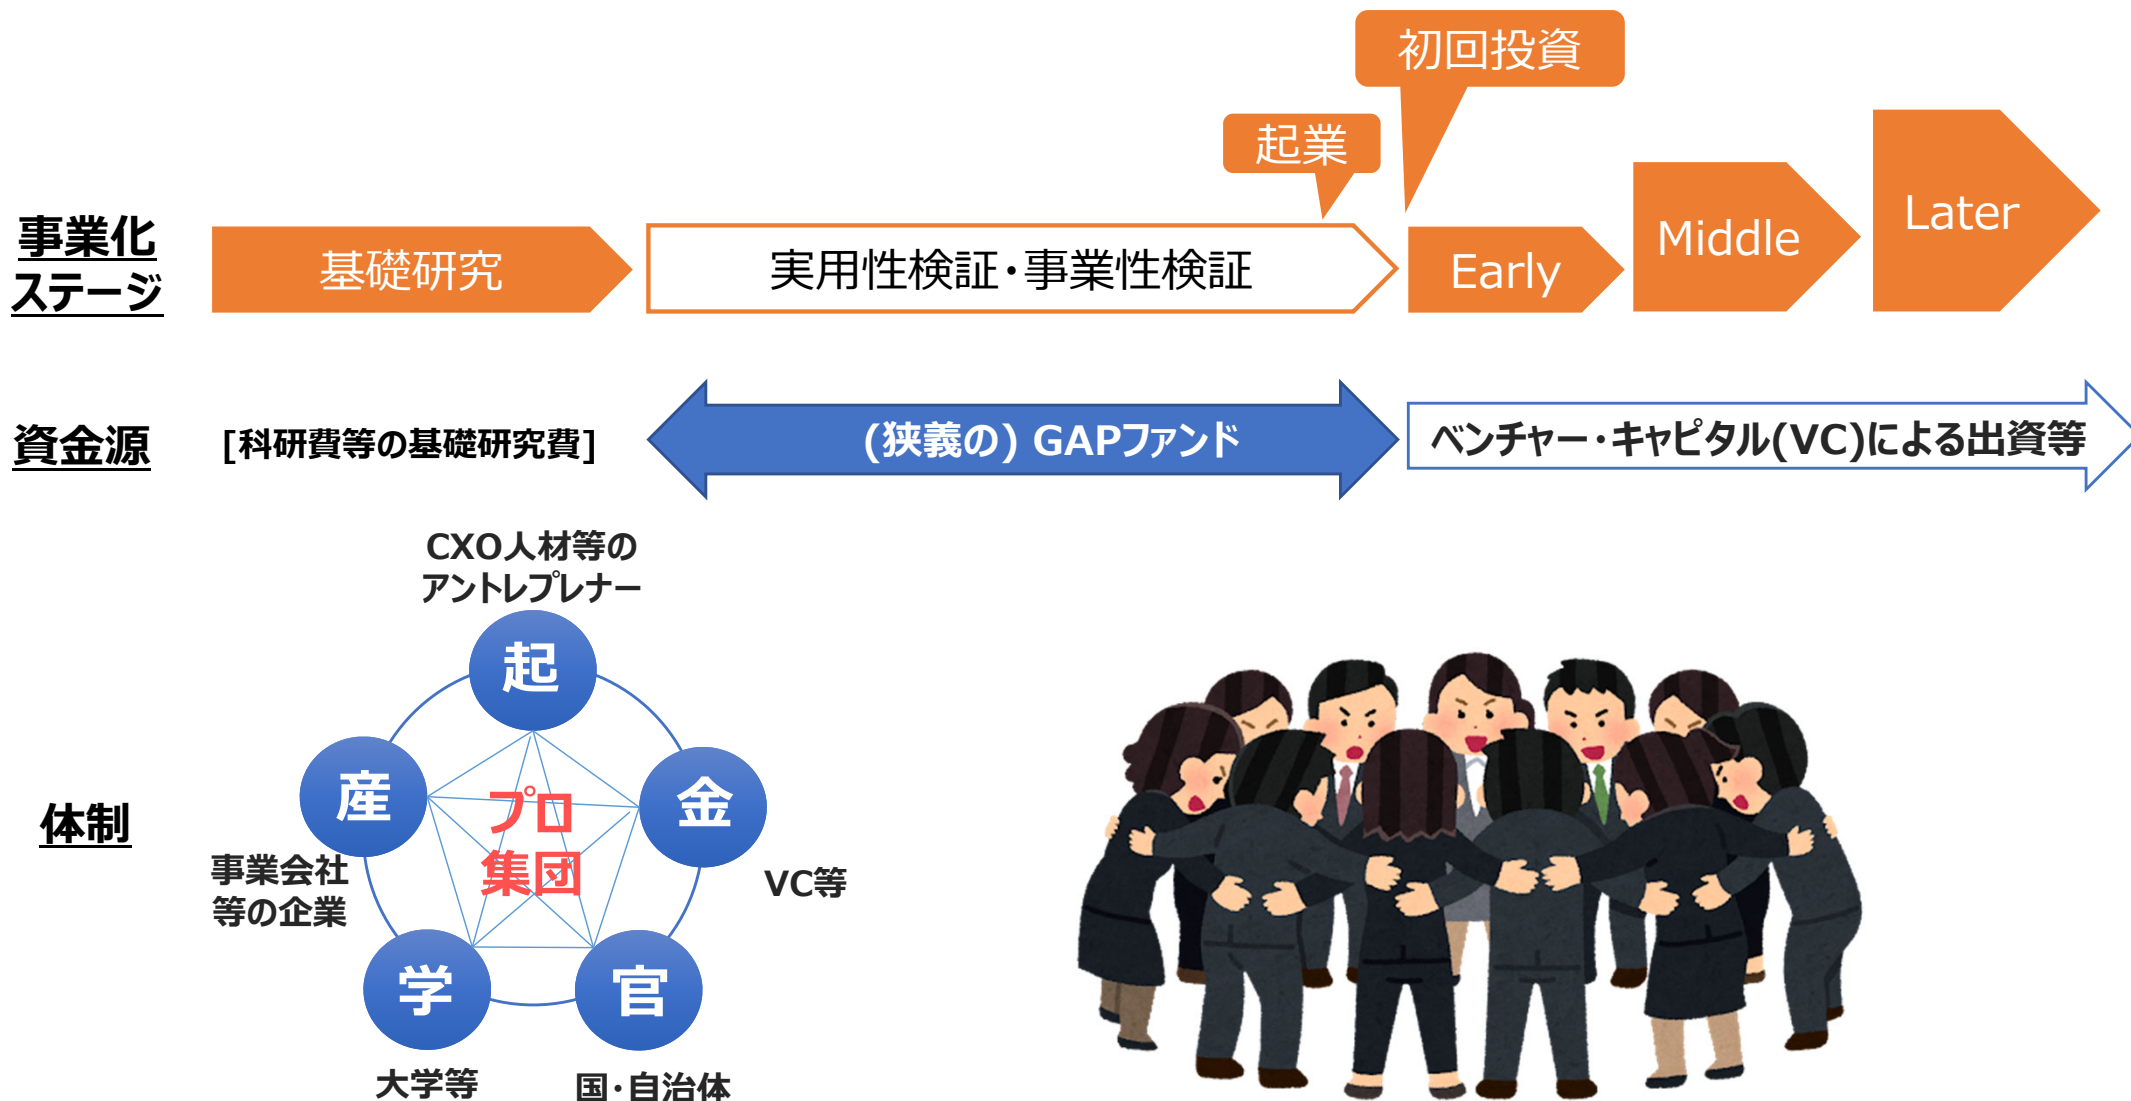 初回投資
起業
事業化
ステージ
基礎研究
実用性検証・事業性検証
Early
Middle
Later
資金源
[科研費等の基礎研究費]
(狭義の) GAPファンド
ベンチャー・キャピタル(VC)による出資等
体制
CXO人材等の
アントレプレナー
起
産
金
プロ
集団
事業会社
等の企業
VC等
学
官
大学等
国・自治体